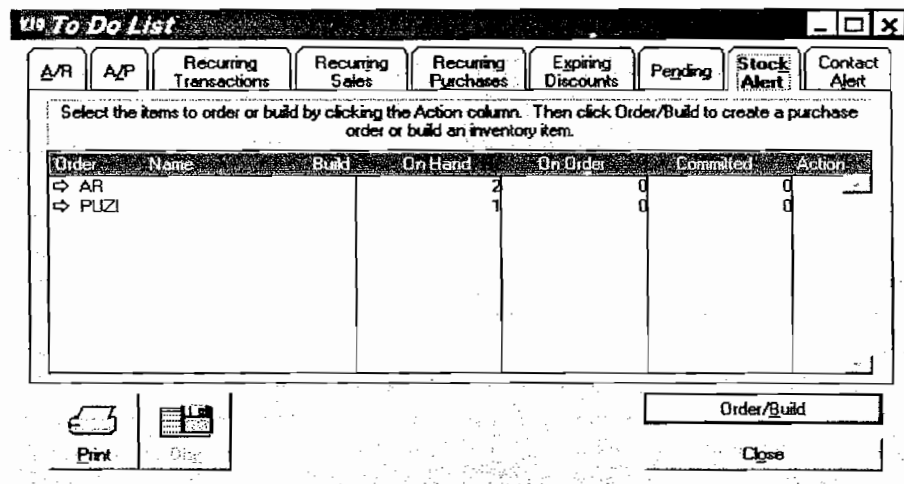 To Do List
A/R
A/P
Recurring
Transactions
Recurring
Sales
Recurring
Purchases
Expiring
Discounts
Pending
Stock
Alert
Contact
Alert
Select the items to order or build by clicking the Action column. Then click Order/Build to create a purchase
order or build an inventory item.
Order Name Build On Hand On Order Committed Action
AR 2 0 0
PUZI 1 0 0
Print
Disk
Order/Build
Close